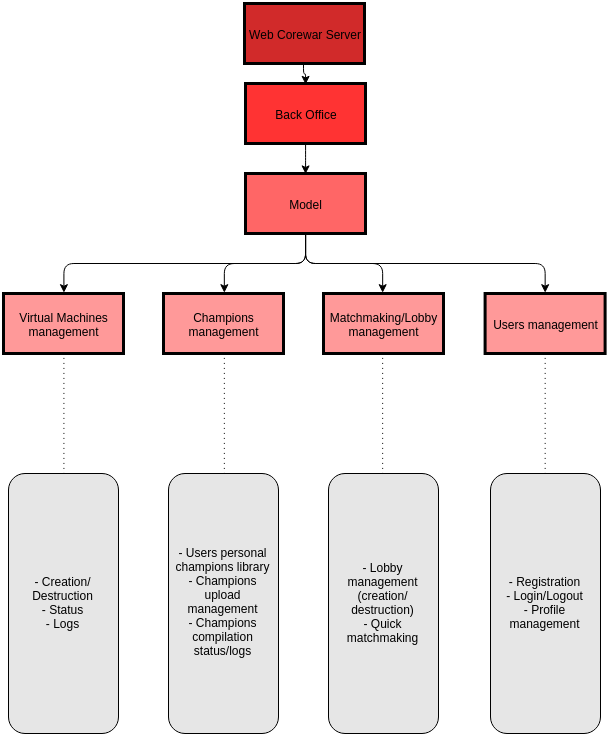 Web Corewar Server
Back Office
Model
Virtual Machines
management
Champions
management
Matchmaking/Lobby
management
Users management
- Creation/
Destruction
- Status
- Logs
- Users personal
champions library
- Champions
upload
management
- Champions
compilation
status/logs
- Lobby
management
(creation/
destruction)
- Quick
matchmaking
- Registration
- Login/Logout
- Profile
management